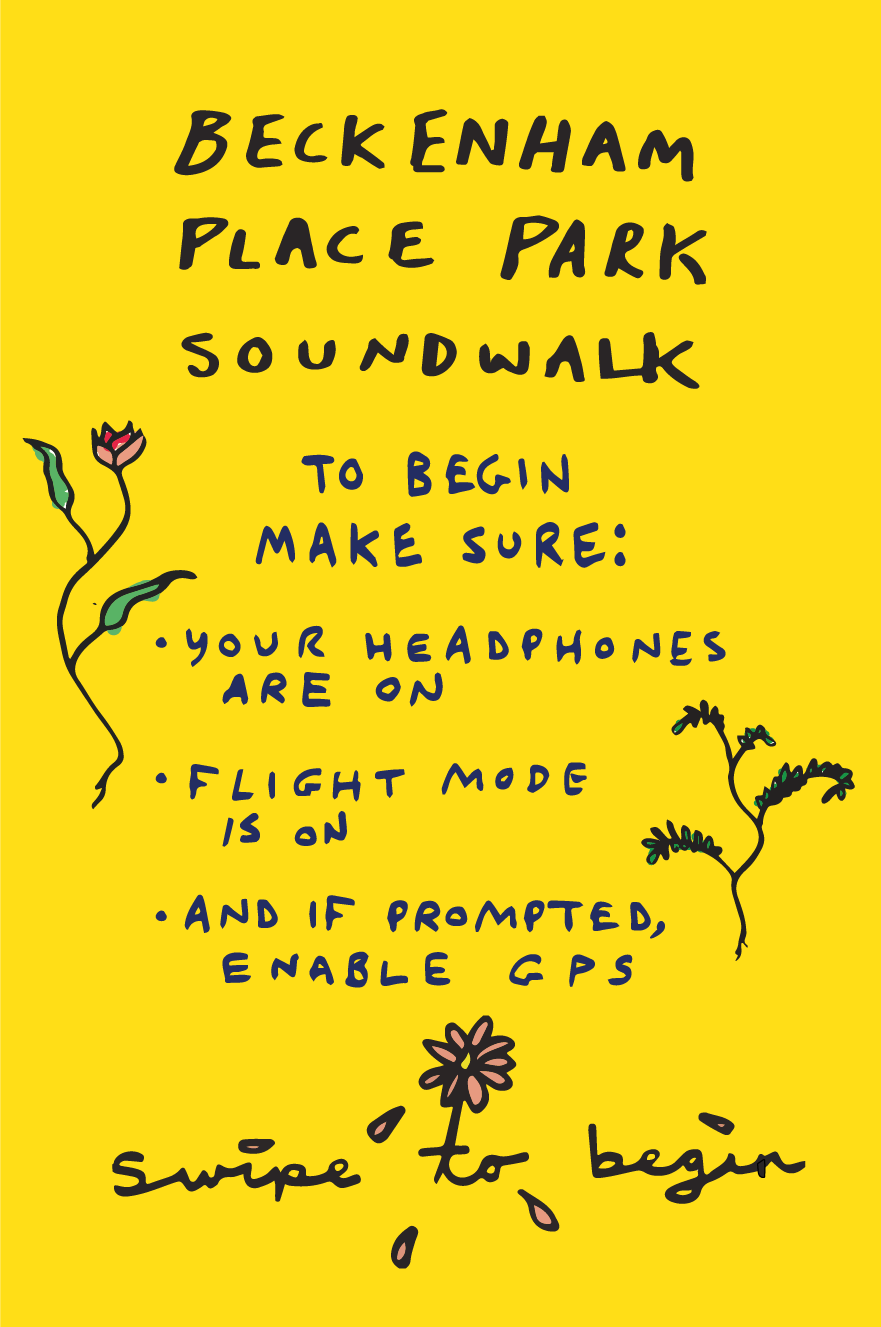 BECKENHAM
PLACE PARK
SOUNDWALK
TO BEGIN
MAKE SURE:
• YOUR HEADPHONES
ARE ON
• FLIGHT MODE
IS ON
• AND IF PROMPTED,
ENABLE GPS
swipe to begin